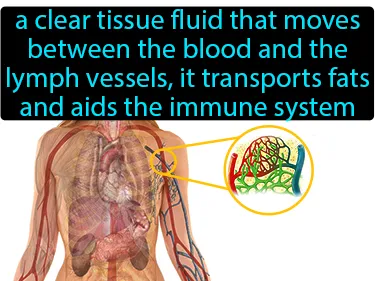 a clear tissue fluid that moves
between the blood and the
lymph vessels, it transports fats
and aids the immune system